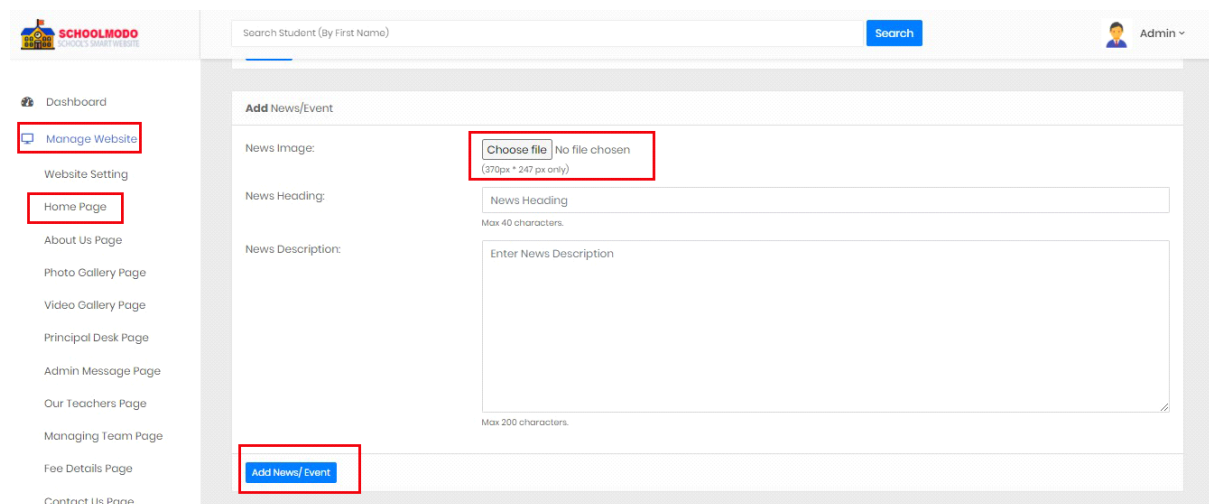 SCHOOLMODO
SCHOOL'S SMART WEBSITE
Search Student (By First Name)
Search
Admin
Dashboard
Manage Website
Website Setting
Home Page
About Us Page
Photo Gallery Page
Video Gallery Page
Principal Desk Page
Admin Message Page
Our Teachers Page
Managing Team Page
Fee Details Page
Contact Us Page
Add News/Event
News Image:
Choose file No file chosen
(370px * 247 px only)
News Heading:
News Heading
Max 40 characters.
News Description:
Enter News Description
Max 200 characters.
Add News/ Event